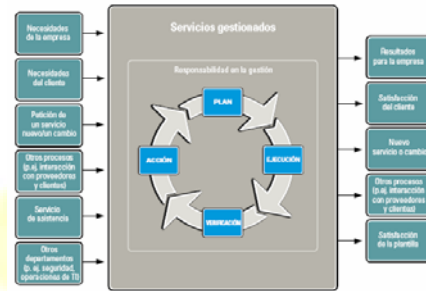 Necesidades
de la empresa
Necesidades
del cliente
Petición de
un servicio
nuevo/un cambio
Otros procesos
(p.ej. interacción
con proveedores
y clientes)
Servicio
de asistencia
Otros
departamentos
(p. ej. seguridad,
operaciones de TI)
Servicios gestionados
Responsabilidad en la gestión
PLAN
ACCIÓN
EJECUCIÓN
VERIFICACIÓN
Resultados
para la empresa
Satisfacción
del cliente
Nuevo
servicio o cambio
Otros procesos
(p.ej. interacción
con proveedores
y clientes)
Satisfacción
de la plantilla